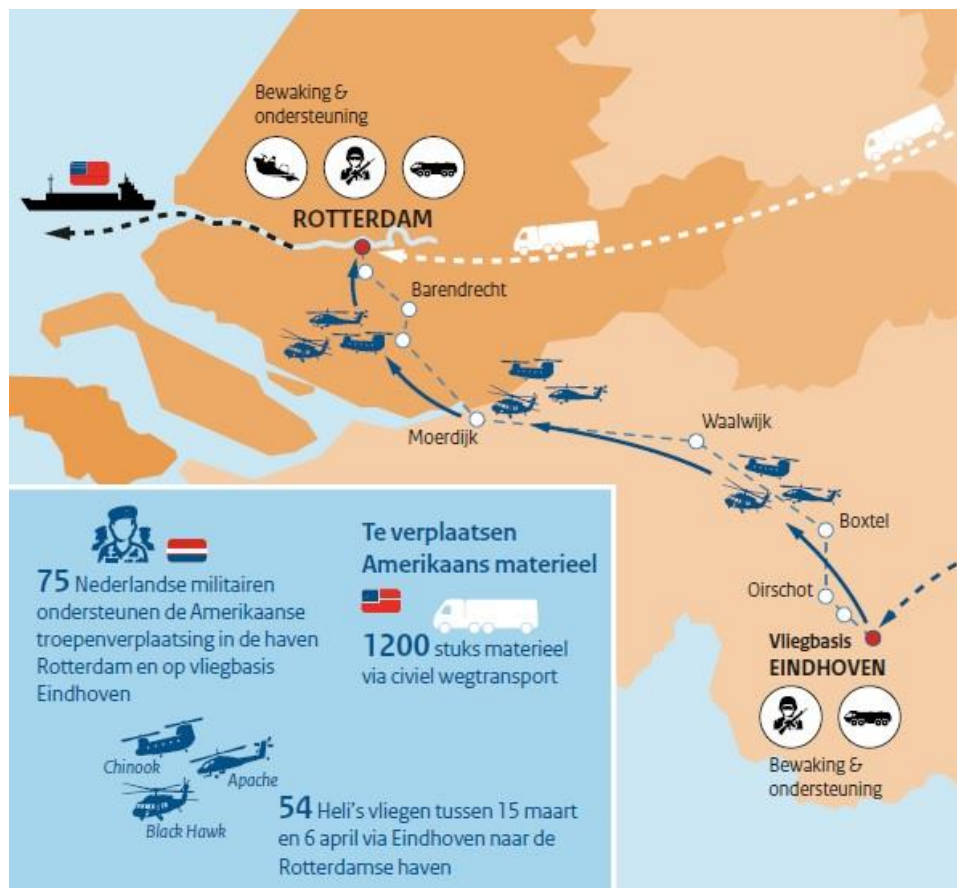 Bewaking &
ondersteuning
ROTTERDAM
Barendrecht
Moerdijk
Waalwijk
Boxtel
Oirschot
Vliegbasis
EINDHOVEN
Bewaking &
ondersteuning
75 Nederlandse militairen
ondersteunen de Amerikaanse
troepenverplaatsing in de haven
Rotterdam en op vliegbasis
Eindhoven
Te verplaatsen
Amerikaans materieel
1200 stuks materieel
via civiel wegtransport
Chinook
Apache
Black Hawk
54 Heli's vliegen tussen 15 maart
en 6 april via Eindhoven naar de
Rotterdamse haven